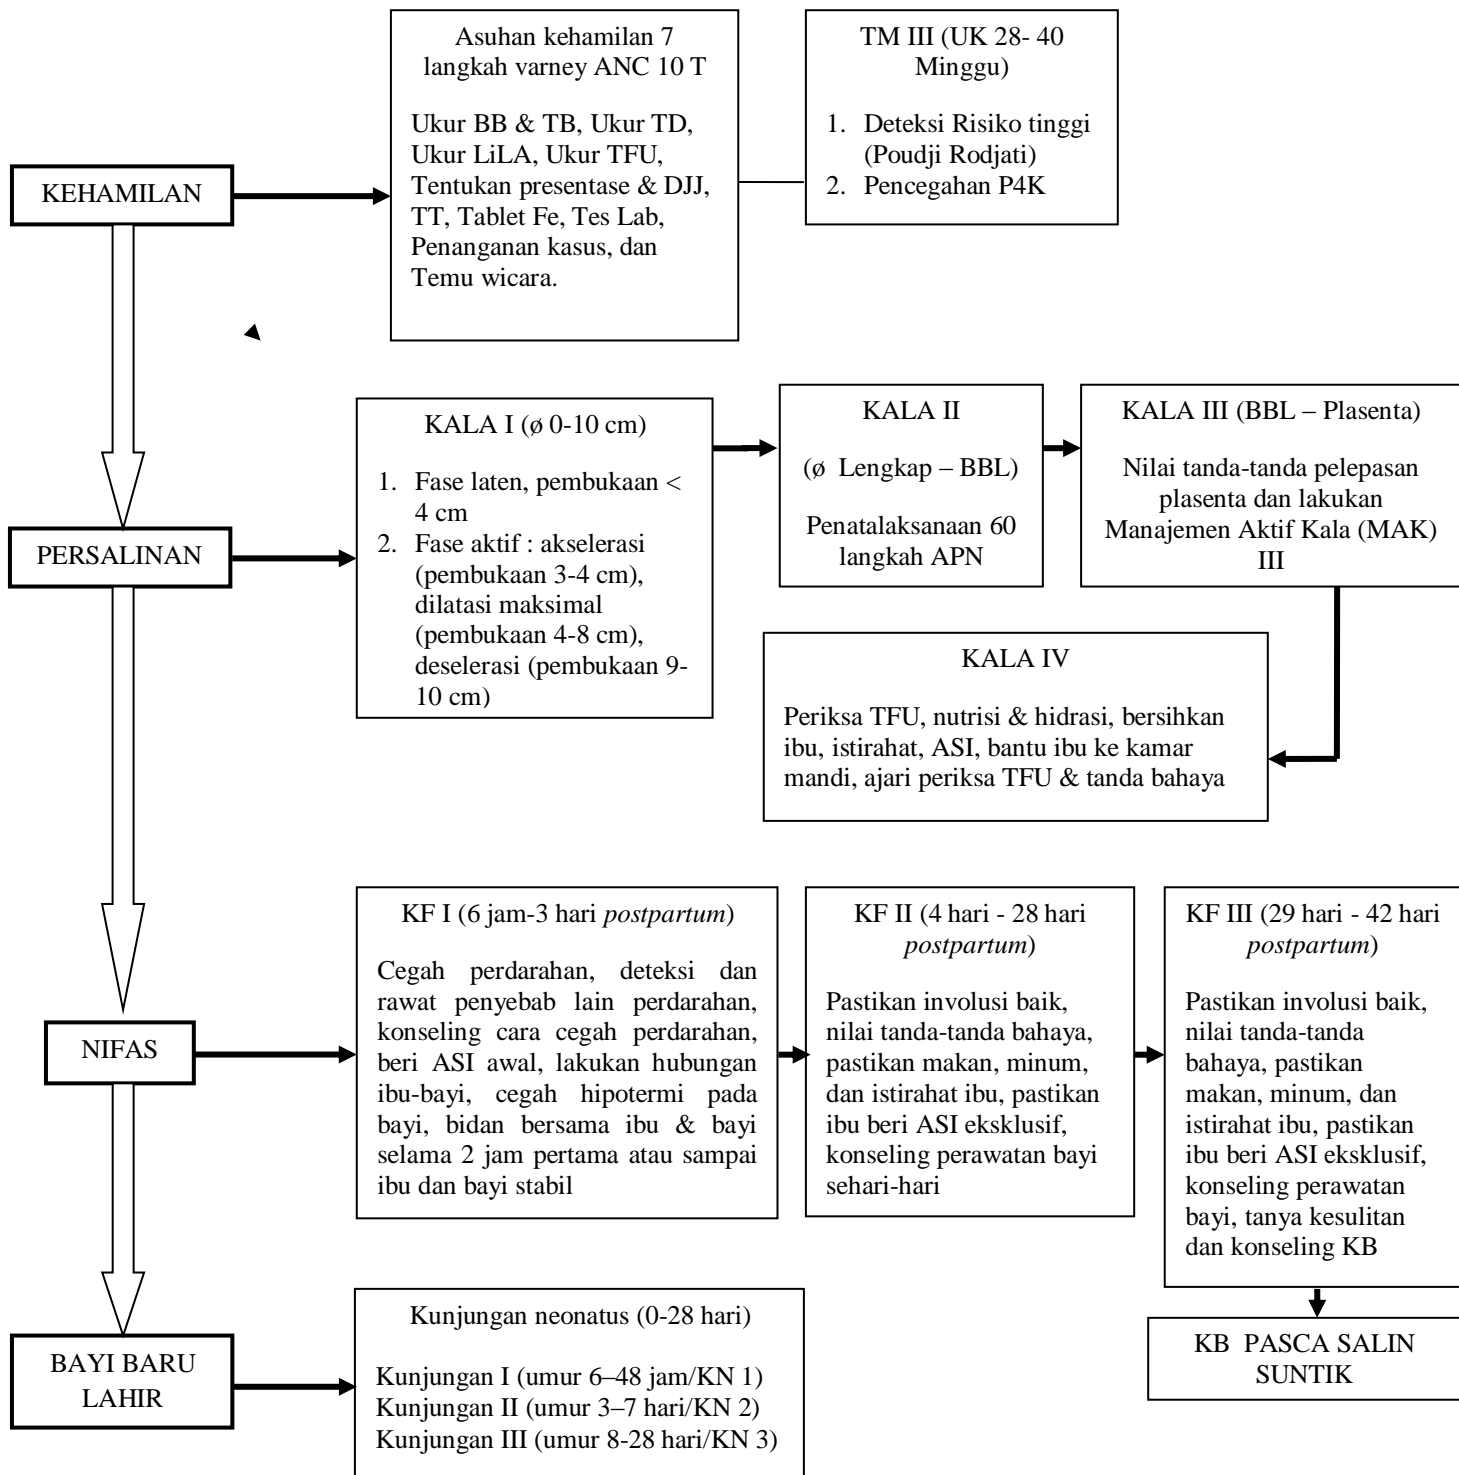 KEHAMILAN
Asuhan kehamilan 7
langkah varney ANC 10 T
Ukur BB & TB, Ukur TD,
Ukur LiLA, Ukur TFU,
Tentukan presentase & DJJ,
TT, Tablet Fe, Tes Lab,
Penanganan kasus, dan
Temu wicara.
TM III (UK 28- 40
Minggu)
1. Deteksi Risiko tinggi
(Poudji Rodjati)
2. Pencegahan P4K
PERSALINAN
KALA I (ø 0-10 cm)
1. Fase laten, pembukaan <
4 cm
2. Fase aktif : akselerasi
(pembukaan 3-4 cm),
dilatasi maksimal
(pembukaan 4-8 cm),
deselerasi (pembukaan 9-
10 cm)
KALA II
(ø Lengkap – BBL)
Penatalaksanaan 60
langkah APN
KALA III (BBL – Plasenta)
Nilai tanda-tanda pelepasan
plasenta dan lakukan
Manajemen Aktif Kala (MAK)
III
KALA IV
Periksa TFU, nutrisi & hidrasi, bersihkan
ibu, istirahat, ASI, bantu ibu ke kamar
mandi, ajari periksa TFU & tanda bahaya
NIFAS
KF I (6 jam-3 hari postpartum)
Cegah perdarahan, deteksi dan
rawat penyebab lain perdarahan,
konseling cara cegah perdarahan,
beri ASI awal, lakukan hubungan
ibu-bayi, cegah hipotermi pada
bayi, bidan bersama ibu & bayi
selama 2 jam pertama atau sampai
ibu dan bayi stabil
KF II (4 hari - 28 hari
postpartum)
Pastikan involusi baik,
nilai tanda-tanda bahaya,
pastikan makan, minum,
dan istirahat ibu, pastikan
ibu beri ASI eksklusif,
konseling perawatan bayi
sehari-hari
KF III (29 hari - 42 hari
postpartum)
Pastikan involusi baik,
nilai tanda-tanda
bahaya, pastikan
makan, minum, dan
istirahat ibu, pastikan
ibu beri ASI eksklusif,
konseling perawatan
bayi, tanya kesulitan
dan konseling KB
KB PASCA SALIN
SUNTIK
BAYI BARU
LAHIR
Kunjungan neonatus (0-28 hari)
Kunjungan I (umur 6–48 jam/KN 1)
Kunjungan II (umur 3–7 hari/KN 2)
Kunjungan III (umur 8-28 hari/KN 3)